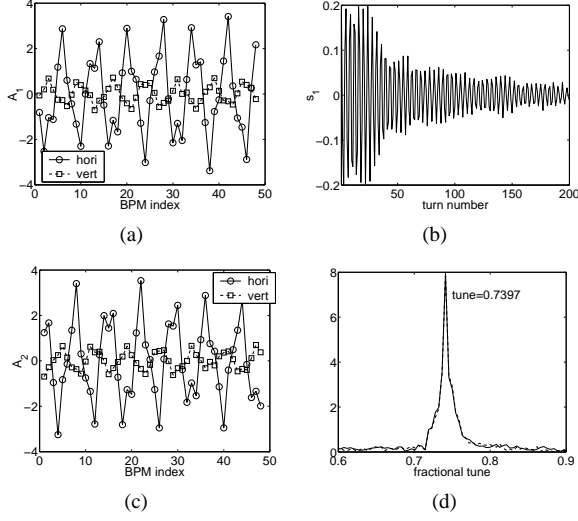 4
2
0
−2
−4
0 10 20 30 40 50
A1
BPM index
hori
vert
(a)
0.2
0.1
0
−0.1
−0.2
50 100 150 200
s1
turn number
(b)
4
2
0
−2
−4
0 10 20 30 40 50
A2
BPM index
hori
vert
(c)
8
6
4
2
0
0.6 0.7 0.8 0.9
tune=0.7397
fractional tune
(d)